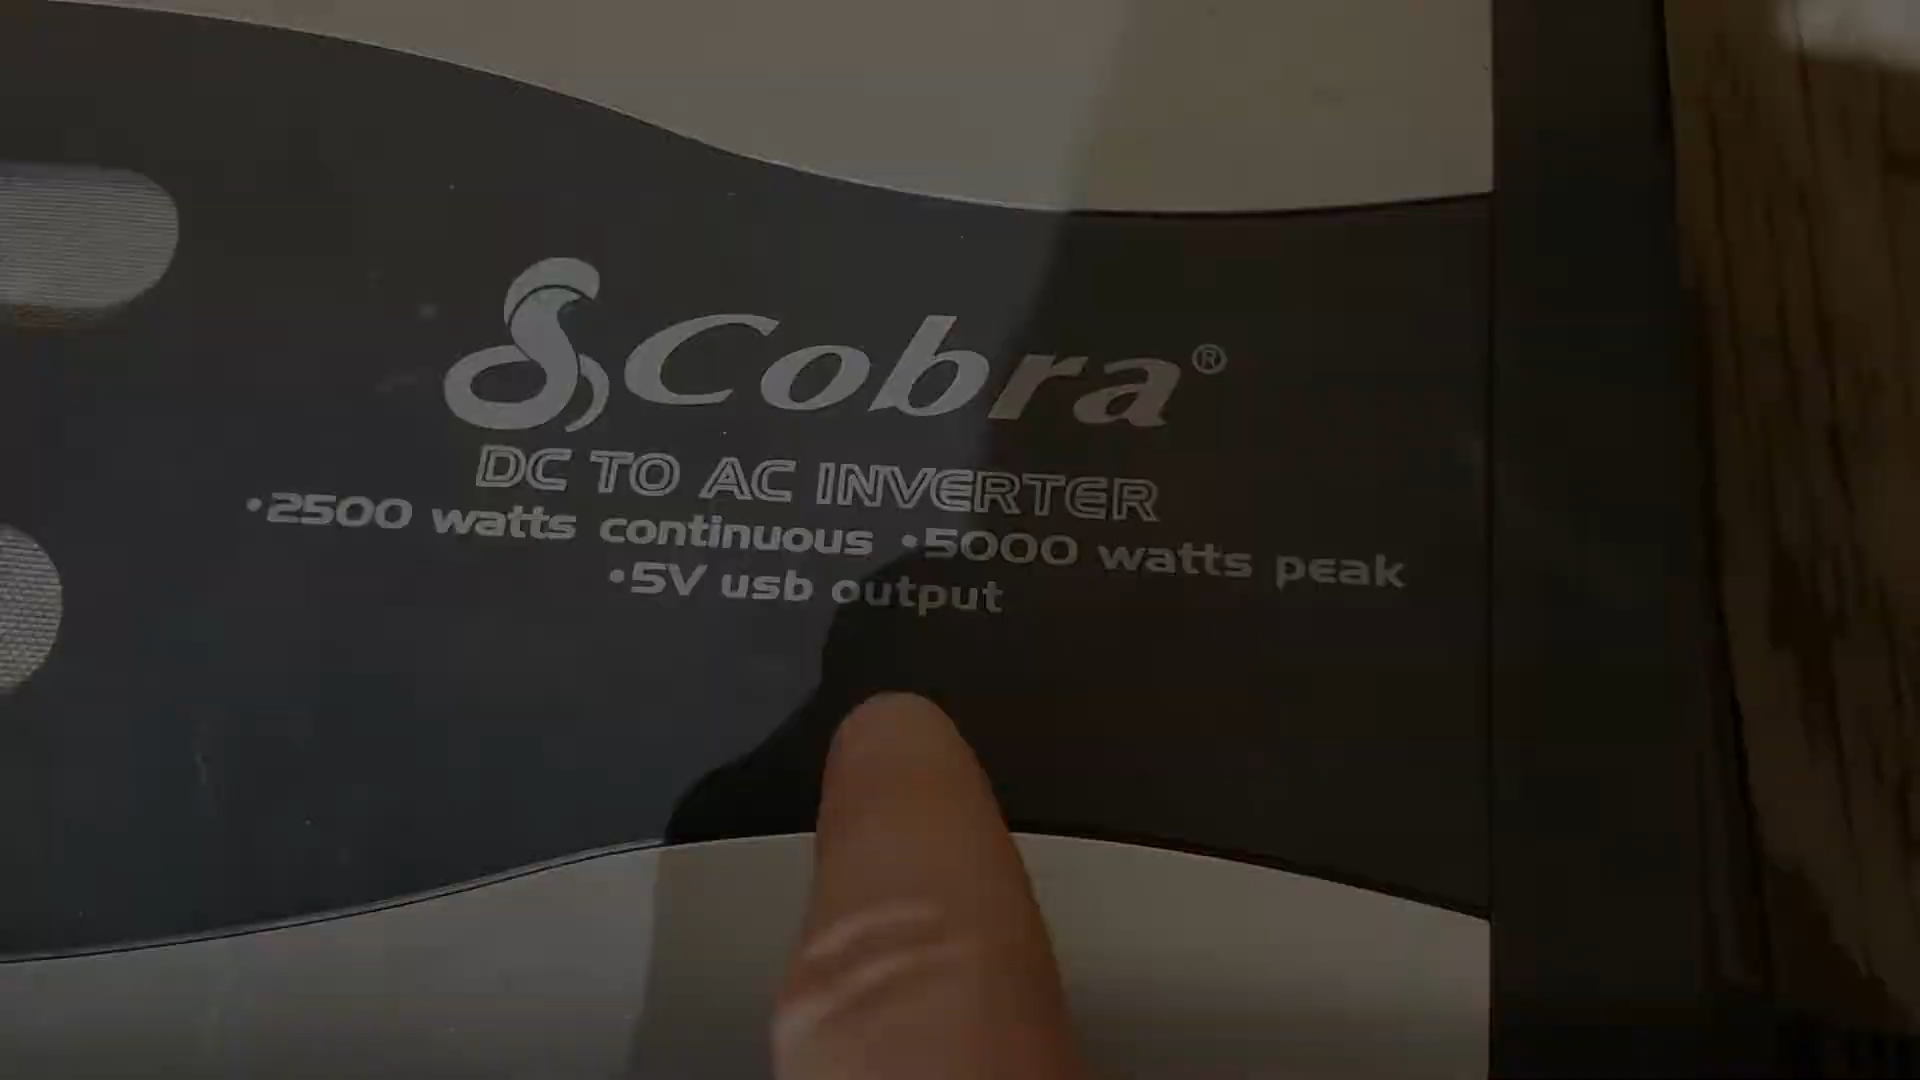 Cobra®
DC TO AC INVERTER
•2500 watts continuous •5000 watts peak
•5V usb output